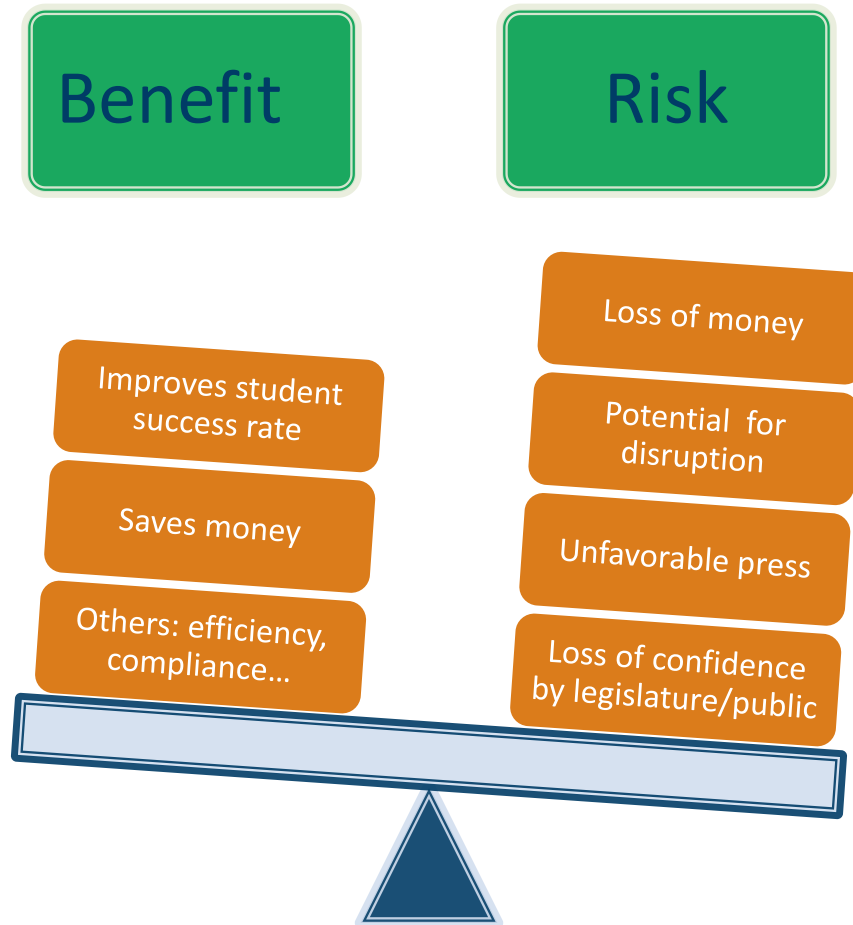 Benefit
Risk
Improves student
success rate
Saves money
Others: efficiency,
compliance…
Loss of money
Potential  for
disruption
Unfavorable press
Loss of confidence
by legislature/public